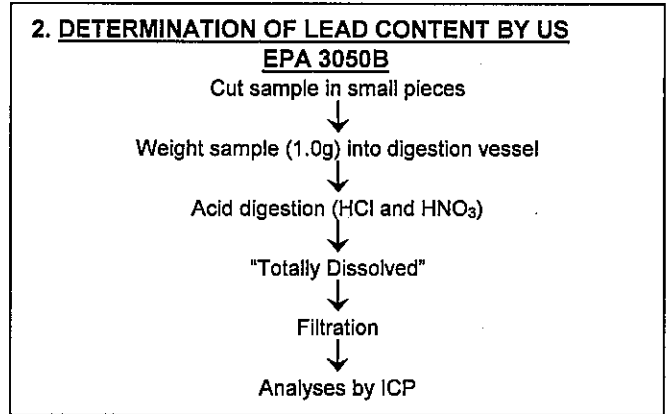 2. DETERMINATION OF LEAD CONTENT BY US
EPA 3050B
Cut sample in small pieces
Weight sample (1.0g) into digestion vessel
Acid digestion (HCl and HNO₃)
"Totally Dissolved"
Filtration
Analyses by ICP